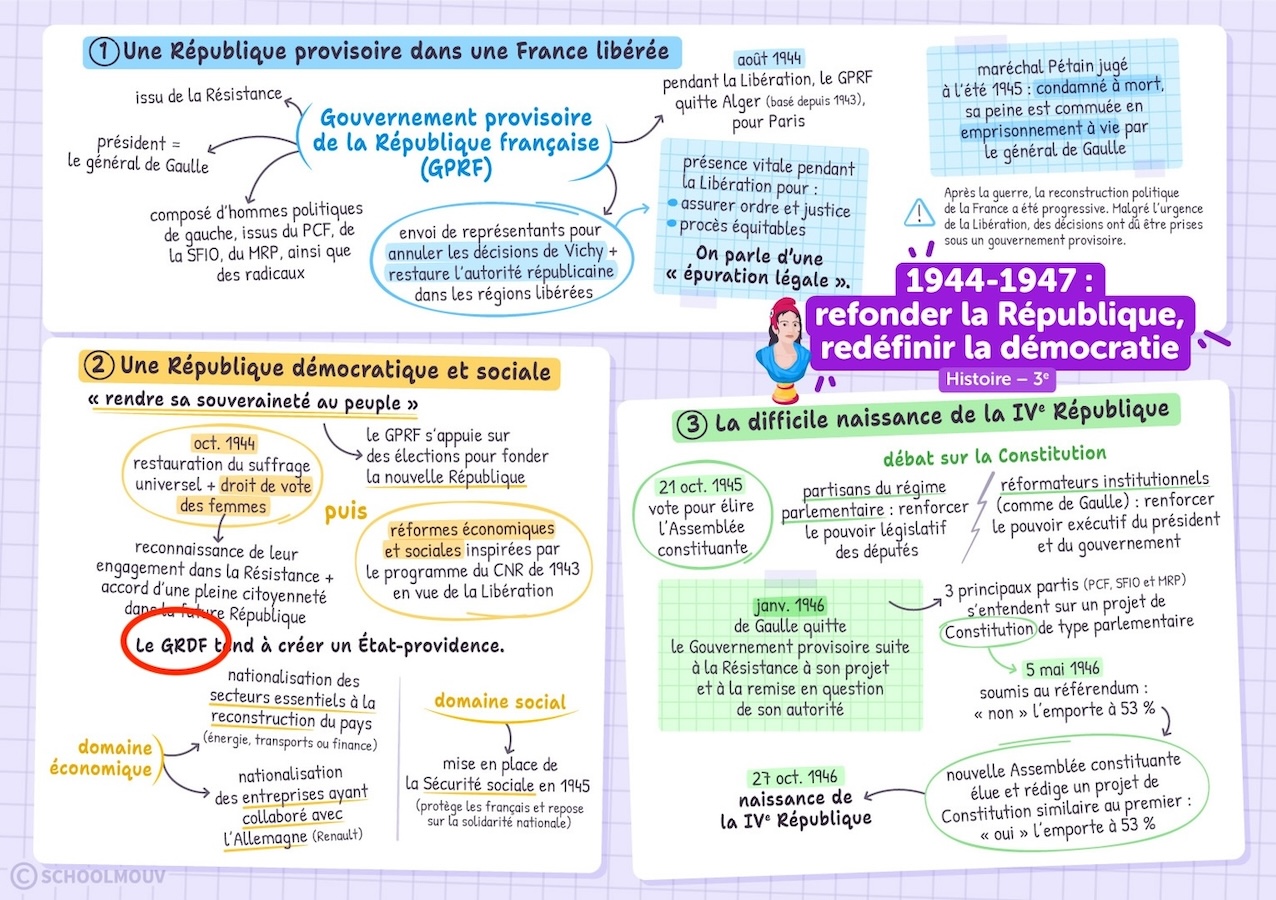 ① Une République provisoire dans une France libérée
issu de la Résistance
président =
le général de Gaulle
composé d'hommes politiques
de gauche, issus du PCF, de
la SFIO, du MRP, ainsi que
des radicaux
Gouvernement provisoire
de la République française
(GPRF)
août 1944
pendant la Libération, le GPRF
quitte Alger (basé depuis 1943),
pour Paris
envoi de représentants pour
annuler les décisions de Vichy +
restaure l'autorité républicaine
dans les régions libérées
présence vitale pendant
la Libération pour :
assurer ordre et justice
procès équitables
On parle d'une
« épuration légale ».
maréchal Pétain jugé
à l'été 1945 : condamné à mort,
sa peine est commuée en
emprisonnement à vie par
le général de Gaulle
Après la guerre, la reconstruction politique
de la France a été progressive. Malgré l'urgence
de la Libération, des décisions ont dû être prises
sous un gouvernement provisoire.
1944-1947 :
refonder la République,
redéfinir la démocratie
Histoire – 3e
② Une République démocratique et sociale
« rendre sa souveraineté au peuple »
le GPRF s'appuie sur
des élections pour fonder
la nouvelle République
oct. 1944
restauration du suffrage
universel + droit de vote
des femmes
reconnaissance de leur
engagement dans la Résistance +
accord d'une pleine citoyenneté
dans la future République
puis
réformes économiques
et sociales inspirées par
le programme du CNR de 1943
en vue de la Libération
Le GRDF tend à créer un État-providence.
domaine
économique
nationalisation des
secteurs essentiels à la
reconstruction du pays
(énergie, transports ou finance)
nationalisation
des entreprises ayant
collaboré avec
l'Allemagne (Renault)
domaine social
mise en place de
la Sécurité sociale en 1945
(protège les français et repose
sur la solidarité nationale)
③ La difficile naissance de la IVe République
21 oct. 1945
vote pour élire
l'Assemblée
constituante
débat sur la Constitution
partisans du régime
parlementaire : renforcer
le pouvoir législatif
des députés
réformateurs institutionnels
(comme de Gaulle) : renforcer
le pouvoir exécutif du président
et du gouvernement
janv. 1946
de Gaulle quitte
le Gouvernement provisoire suite
à la Résistance à son projet
et à la remise en question
de son autorité
3 principaux partis (PCF, SFIO et MRP)
s'entendent sur un projet de
Constitution de type parlementaire
5 mai 1946
soumis au référendum :
« non » l'emporte à 53 %
nouvelle Assemblée constituante
élue et rédige un projet de
Constitution similaire au premier :
« oui » l'emporte à 53 %
27 oct. 1946
naissance de
la IVe République
© SCHOOLMOUV